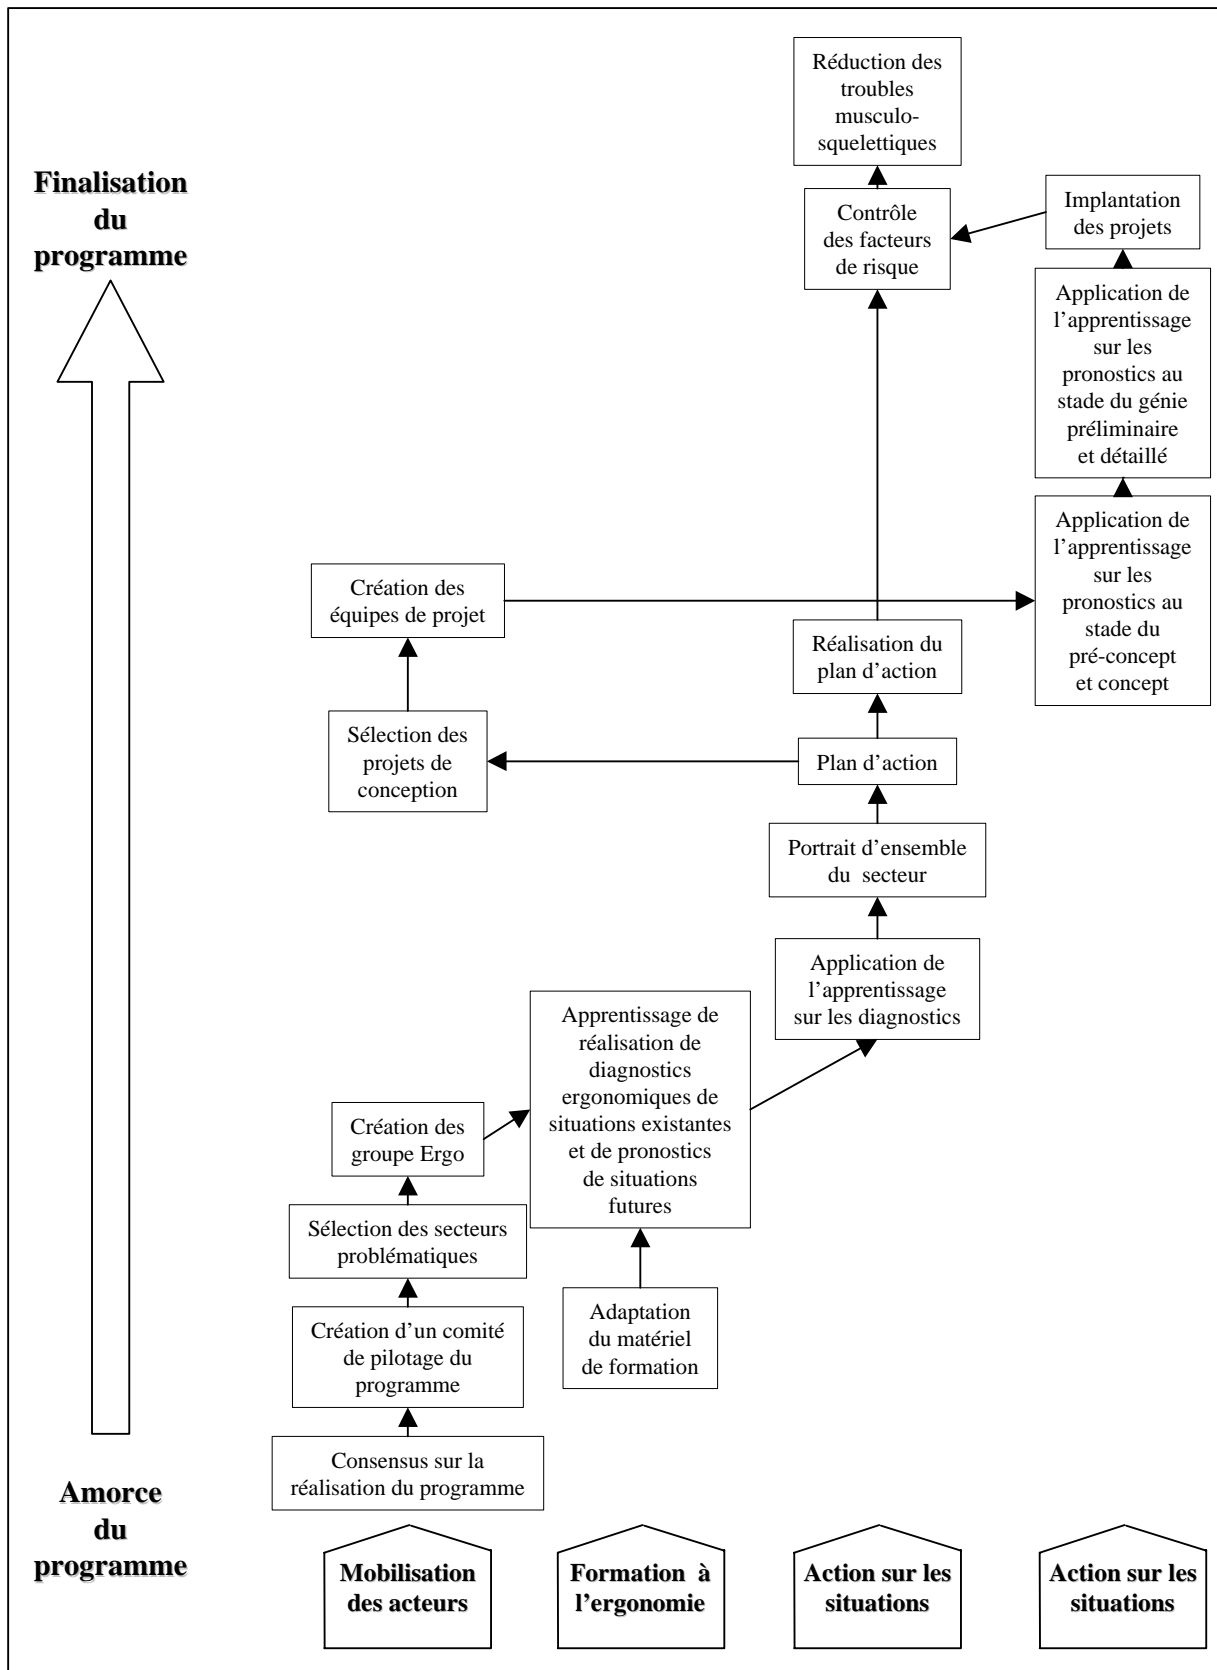 Réduction des
troubles
musculo-
squelettiques
Finalisation
du
programme
Contrôle
des facteurs
de risque
Implantation
des projets
Application de
l’apprentissage
sur les
pronostics au
stade du génie
préliminaire
et détaillé
Application de
l’apprentissage
sur les
pronostics au
stade du
pré-concept
et concept
Création des
équipes de projet
Réalisation du
plan d’action
Sélection des
projets de
conception
Plan d’action
Portrait d’ensemble
du secteur
Application de
l’apprentissage
sur les diagnostics
Apprentissage de
réalisation de
diagnostics
ergonomiques de
situations existantes
et de pronostics
de situations
futures
Création des
groupe Ergo
Sélection des secteurs
problématiques
Adaptation
du matériel
de formation
Création d’un comité
de pilotage du
programme
Consensus sur la
réalisation du programme
Amorce
du
programme
Mobilisation
des acteurs
Formation à
l’ergonomie
Action sur les
situations
Action sur les
situations